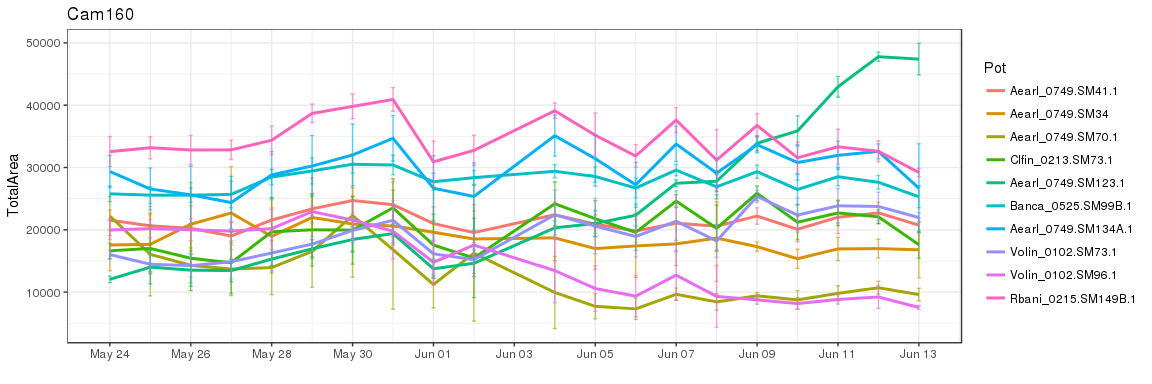 Cam160
TotalArea
50000
40000
30000
20000
10000
May 24 May 26 May 28 May 30 Jun 01 Jun 03 Jun 05 Jun 07 Jun 09 Jun 11 Jun 13
Pot
Aearl_0749.SM41.1
Aearl_0749.SM34
Aearl_0749.SM70.1
Clfin_0213.SM73.1
Aearl_0749.SM123.1
Banca_0525.SM99B.1
Aearl_0749.SM134A.1
Volin_0102.SM73.1
Volin_0102.SM96.1
Rbani_0215.SM149B.1